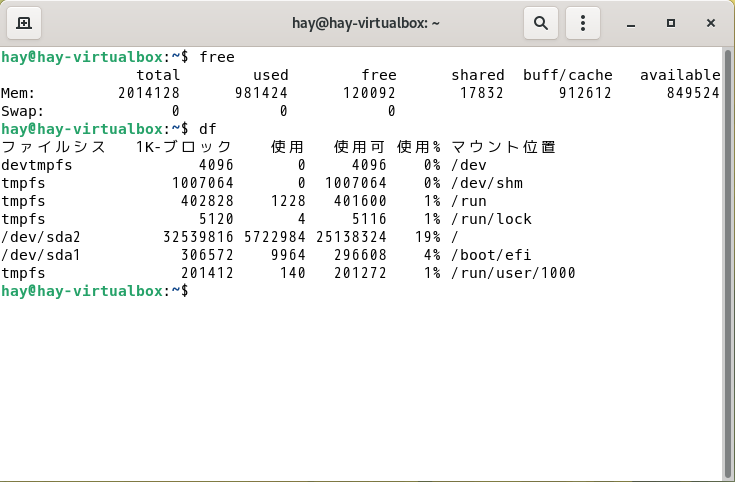 hay@hay-virtualbox: ~
hay@hay-virtualbox:~$ free
total used free shared buff/cache available
Mem: 2014128 981424 120092 17832 912612 849524
Swap: 0 0 0
hay@hay-virtualbox:~$ df
ファイルシス 1K-ブロック 使用 使用可 使用% マウント位置
devtmpfs 4096 0 4096 0% /dev
tmpfs 1007064 0 1007064 0% /dev/shm
tmpfs 402828 1228 401600 1% /run
tmpfs 5120 4 5116 1% /run/lock
/dev/sda2 32539816 5722984 25138324 19% /
/dev/sda1 306572 9964 296608 4% /boot/efi
tmpfs 201412 140 201272 1% /run/user/1000
hay@hay-virtualbox:~$